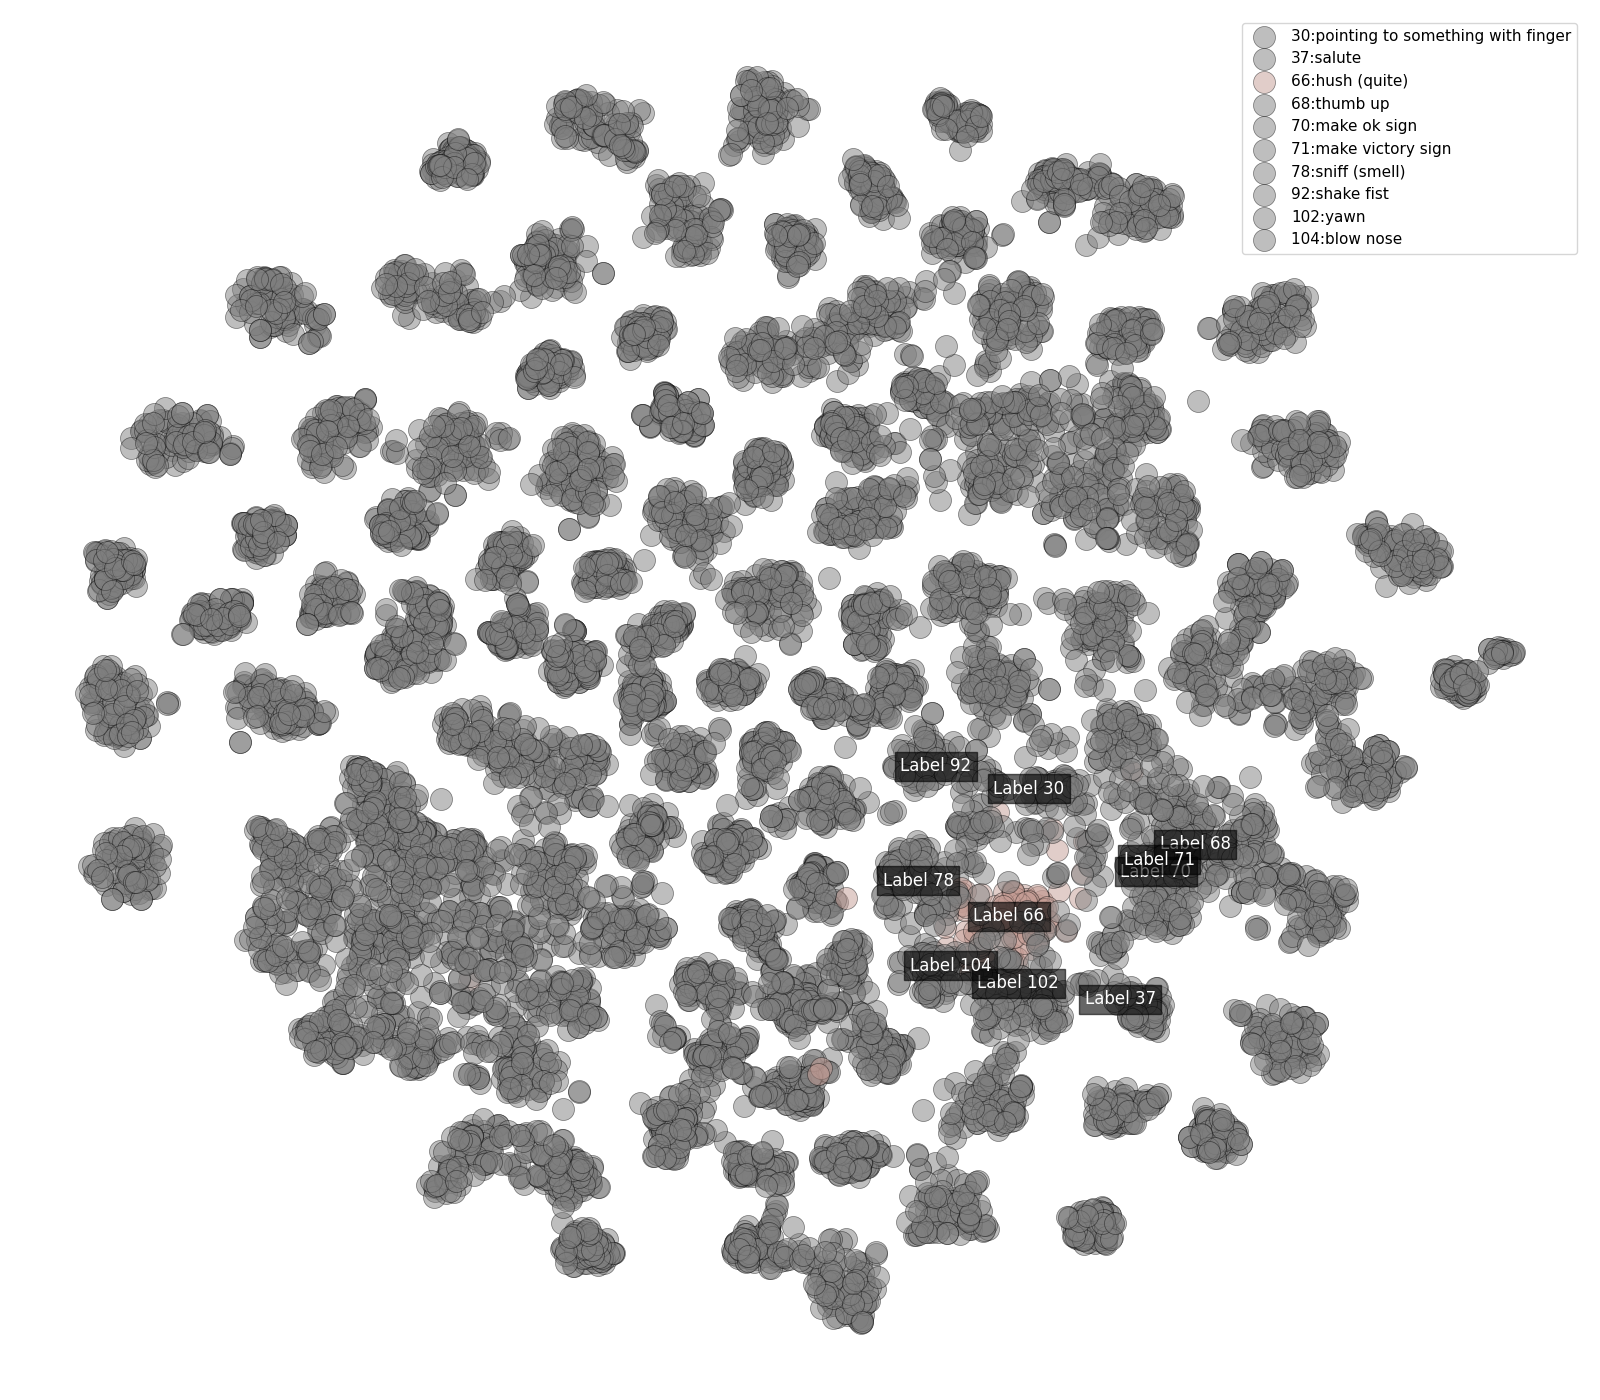 30:pointing to something with finger
37:salute
66:hush (quite)
68:thumb up
70:make ok sign
71:make victory sign
78:sniff (smell)
92:shake fist
102:yawn
104:blow nose
Label 92
Label 30
Label 68
Label 71
Label 70
Label 78
Label 66
Label 104
Label 102
Label 37